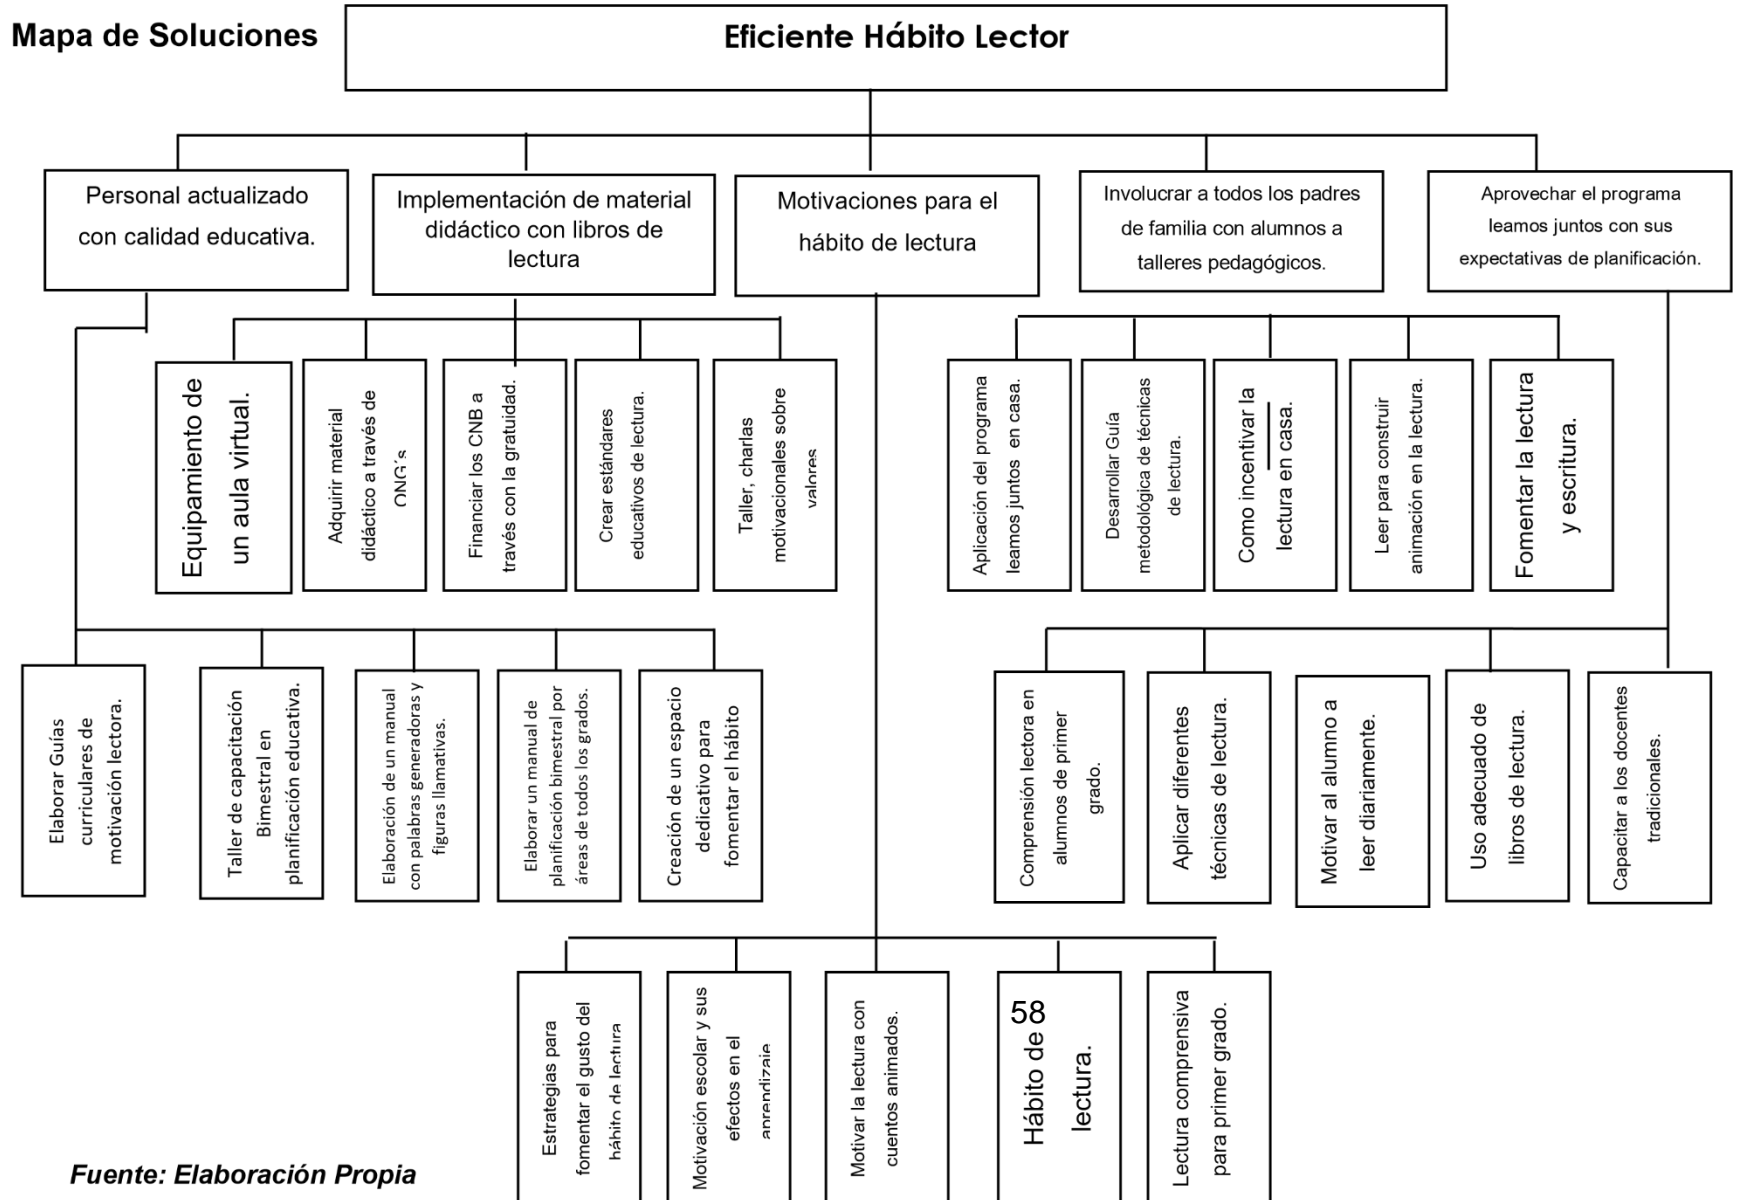 Mapa de Soluciones
Eficiente Hábito Lector
Personal actualizado
con calidad educativa.
Implementación de material
didáctico con libros de
lectura
Motivaciones para el
hábito de lectura
Involucrar a todos los padres
de familia con alumnos a
talleres pedagógicos.
Aprovechar el programa
leamos juntos con sus
expectativas de planificación.
Equipamiento de
un aula virtual.
Adquirir material
didáctico a través de
ONG´s
Financiar los CNB a
través con la gratuidad.
Crear estándares
educativos de lectura.
Taller, charlas
motivacionales sobre
valores
Aplicación del programa
leamos juntos en casa.
Desarrollar Guía
metodológica de técnicas
de lectura.
Como incentivar la
lectura en casa.
Leer para construir
animación en la lectura.
Fomentar la lectura
y escritura.
Elaborar Guías
curriculares de
motivación lectora.
Taller de capacitación
Bimestral en
planificación educativa.
Elaboración de un manual
con palabras generadoras y
figuras llamativas.
Elaborar un manual de
planificación bimestral por
áreas de todos los grados.
Creación de un espacio
dedicativo para
fomentar el hábito
Comprensión lectora en
alumnos de primer
grado.
Aplicar diferentes
técnicas de lectura.
Motivar al alumno a
leer diariamente.
Uso adecuado de
libros de lectura.
Capacitar a los docentes
tradicionales.
Estrategias para
fomentar el gusto del
hábito de lectura
Motivación escolar y sus
efectos en el
aprendizaje
Motivar la lectura con
cuentos animados.
58
Hábito de
lectura.
Lectura comprensiva
para primer grado.
Fuente: Elaboración Propia